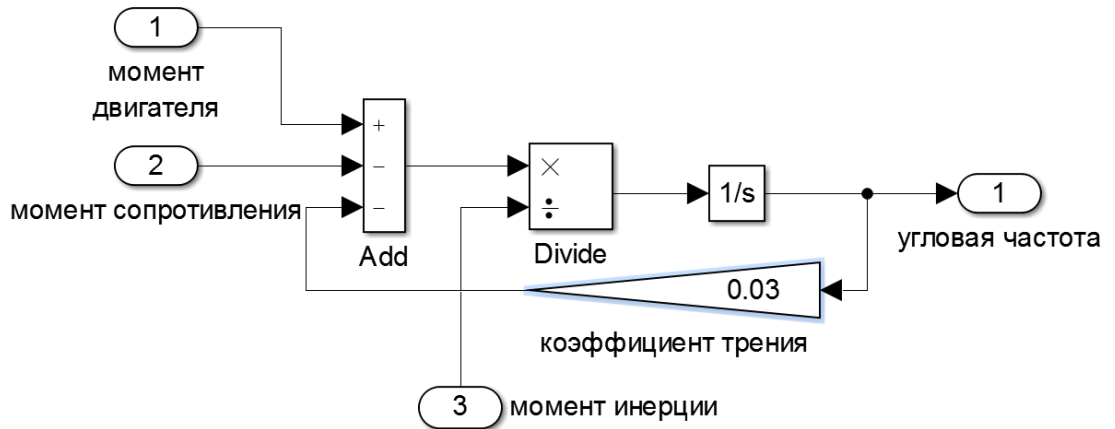 1
момент
двигателя
2
момент сопротивления
+
−
−
Add
×
÷
Divide
1/s
1
угловая частота
0.03
коэффициент трения
3
момент инерции